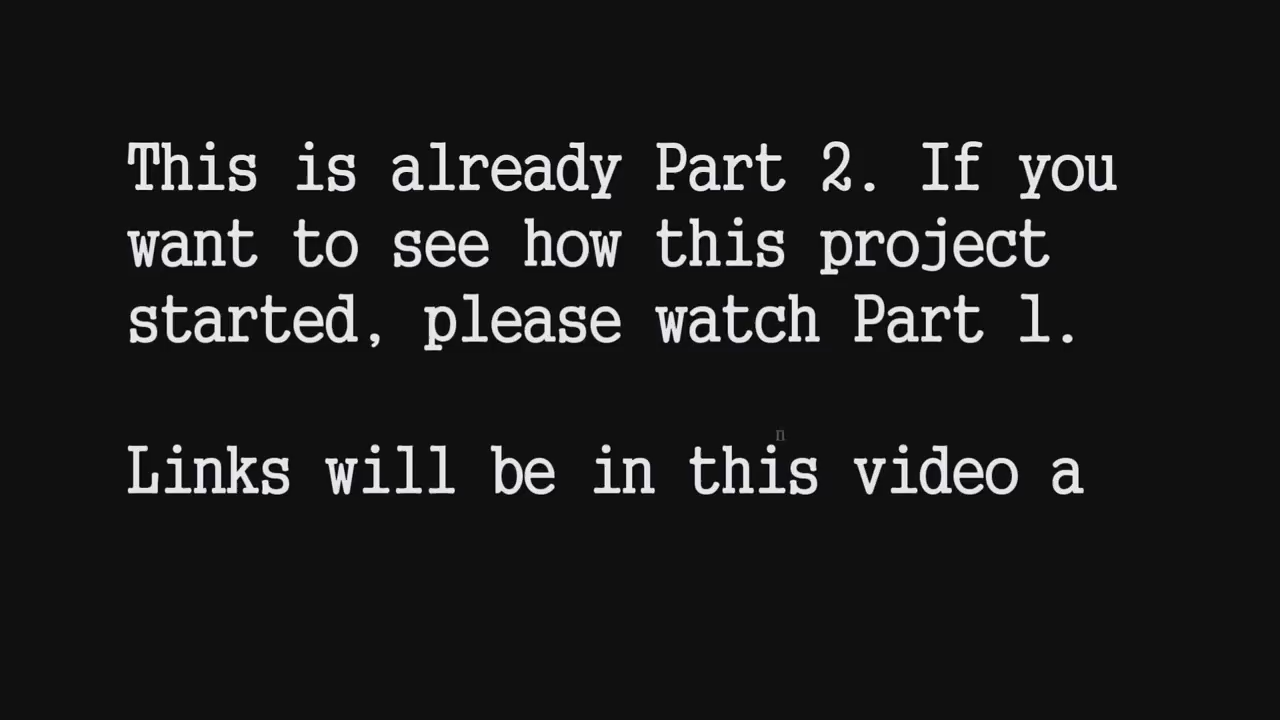 This is already Part 2. If you
want to see how this project
started, please watch Part 1.
n
Links will be in this video a